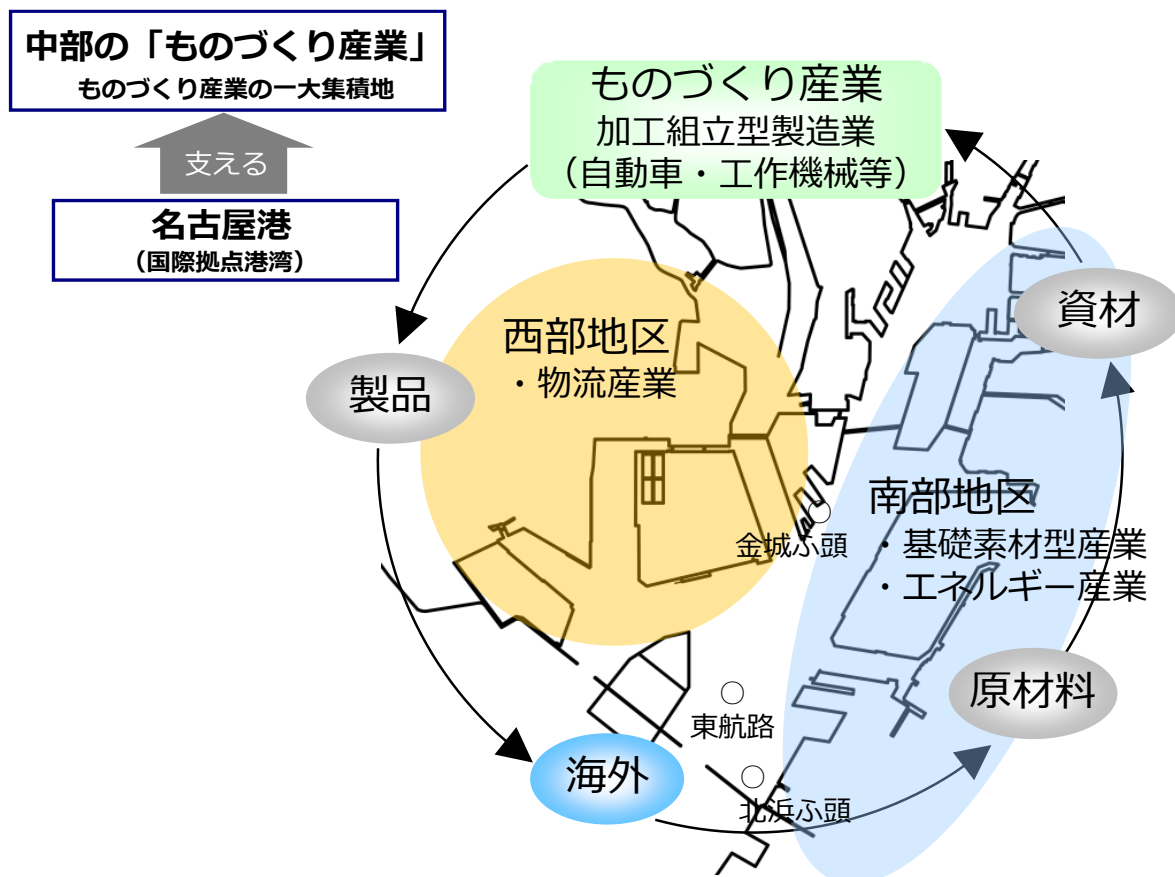 中部の「ものづくり産業」
ものづくり産業の一大集積地
支える
名古屋港
（国際拠点港湾）
ものづくり産業
加工組立型製造業
（自動車・工作機械等）
資材
西部地区
・物流産業
製品
南部地区
・基礎素材型産業
・エネルギー産業
金城ふ頭
原材料
東航路
海外
北浜ふ頭